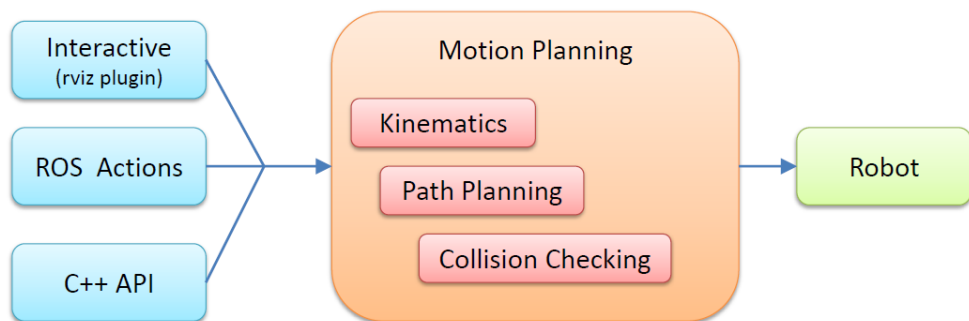 Interactive
(rviz plugin)
ROS Actions
C++ API
Motion Planning
Kinematics
Path Planning
Collision Checking
Robot